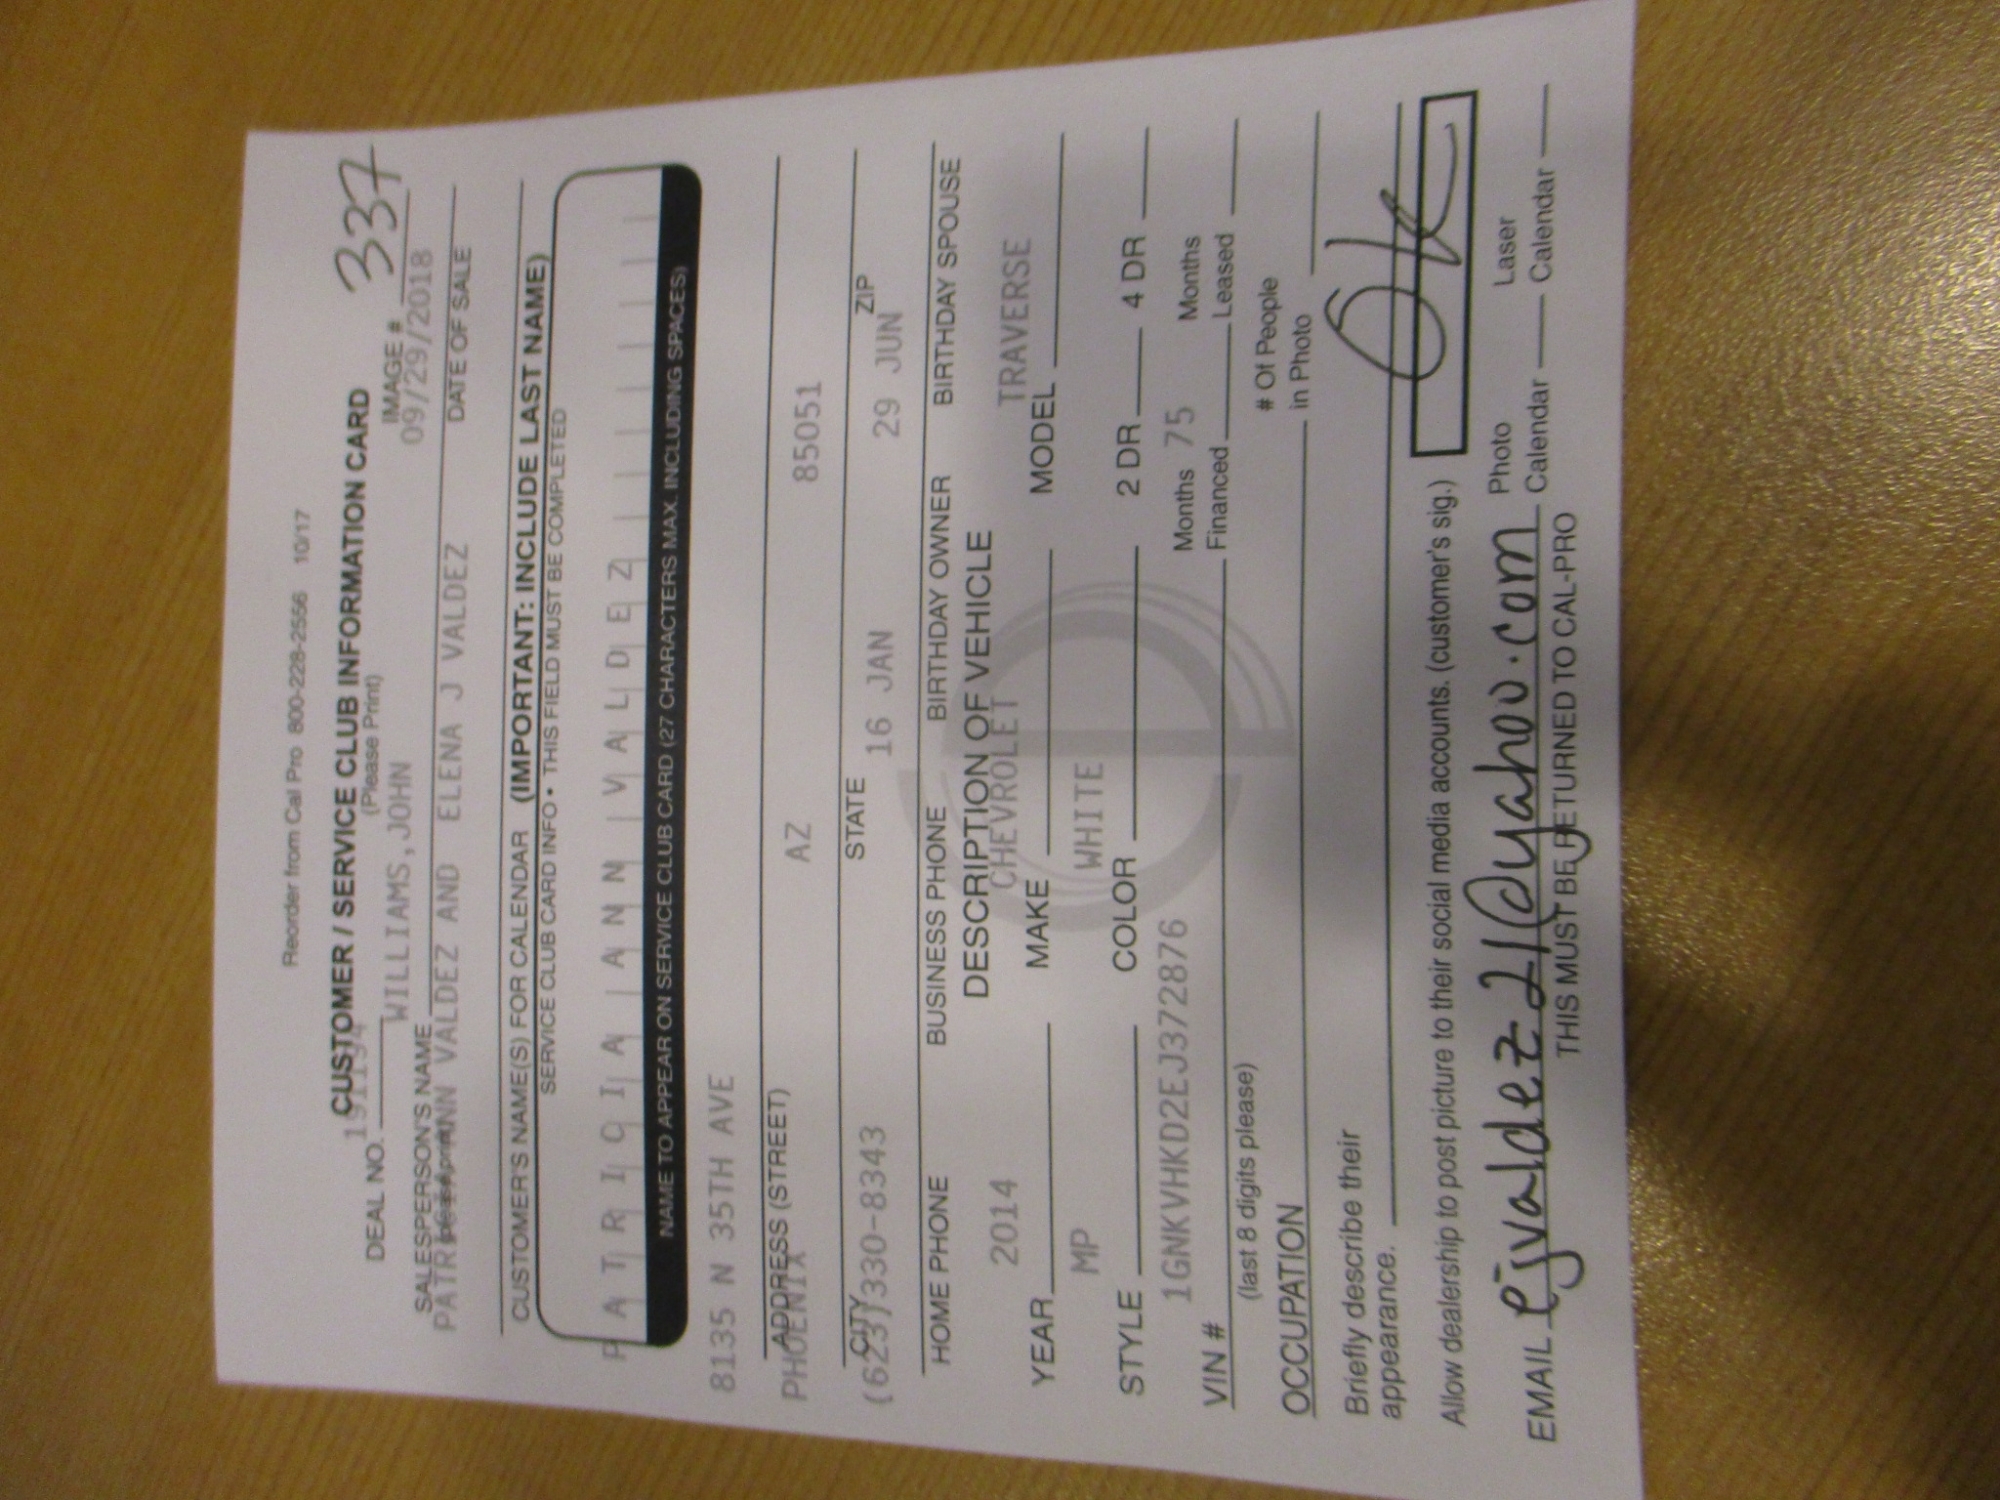 Reorder from Cal Pro 800-228-2556 10/17
CUSTOMER / SERVICE CLUB INFORMATION CARD
(Please Print)
DEAL NO. 1911194
IMAGE # 337
WILLIAMS,JOHN 09/29/2018
SALESPERSON'S NAME DATE OF SALE
PATRICIA ANN VALDEZ AND ELENA J VALDEZ
CUSTOMER'S NAME(S) FOR CALENDAR (IMPORTANT: INCLUDE LAST NAME)
SERVICE CLUB CARD INFO • THIS FIELD MUST BE COMPLETED
PATRICIA ANN VALDEZ
NAME TO APPEAR ON SERVICE CLUB CARD (27 CHARACTERS MAX. INCLUDING SPACES)
8135 N 35TH AVE
ADDRESS (STREET)
PHOENIX AZ 85051
CITY STATE ZIP
(623)330-8343 16 JAN 29 JUN
HOME PHONE BUSINESS PHONE BIRTHDAY OWNER BIRTHDAY SPOUSE
DESCRIPTION OF VEHICLE
2014 CHEVROLET TRAVERSE
YEAR MAKE MODEL
MP WHITE
STYLE COLOR 2 DR 4 DR
1GNKVHKD2EJ372876 Months 75 Months
VIN # Financed Leased
(last 8 digits please)
OCCUPATION # Of People
in Photo
Briefly describe their
appearance.
Allow dealership to post picture to their social media accounts. (customer's sig.)
EMAIL ejvaldez21@yahoo.com Photo Calendar Laser Calendar
THIS MUST BE RETURNED TO CAL-PRO